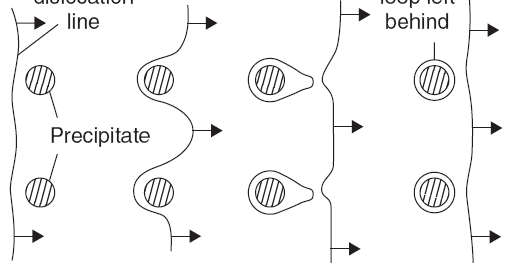 dislocation
line
loop left
behind
Precipitate